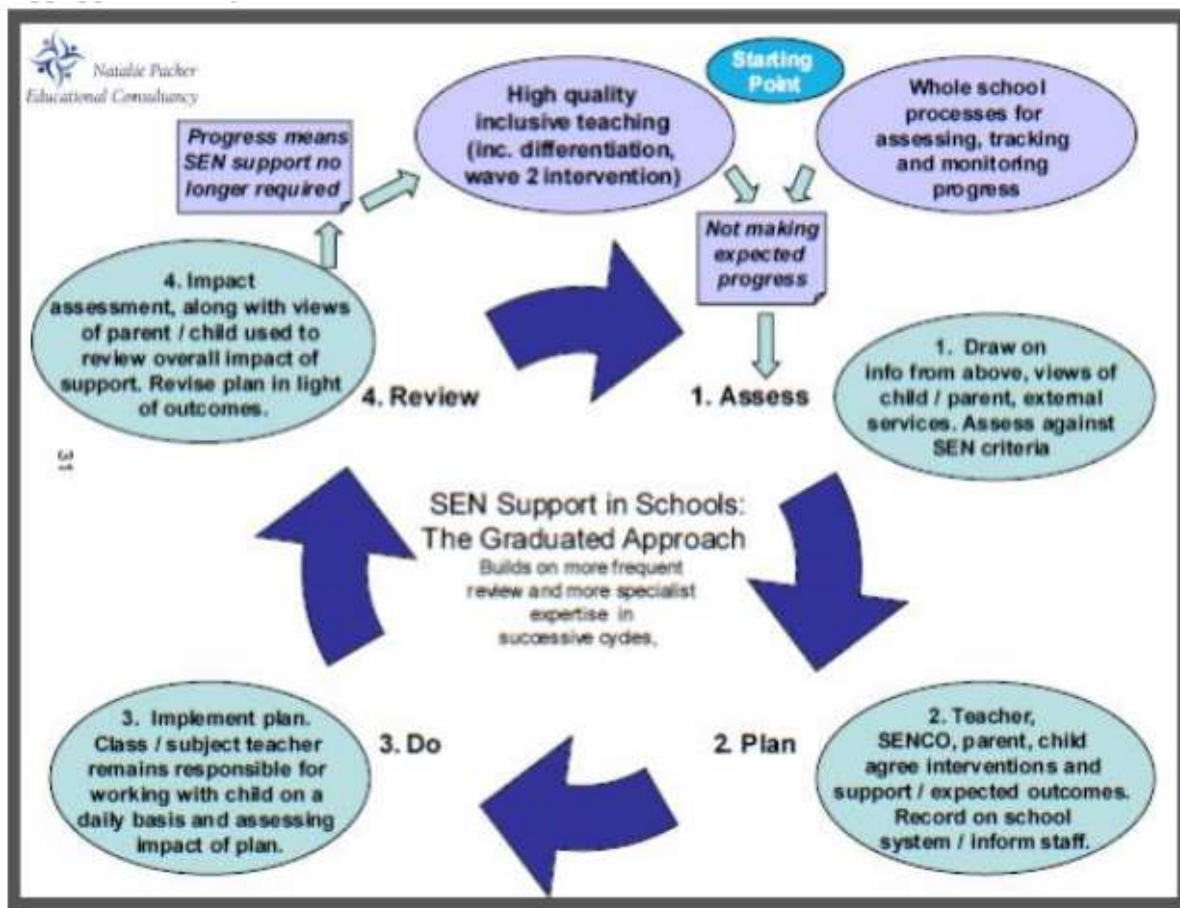 Natalie Packer
Educational Consultancy
Starting
Point
High quality
inclusive teaching
(inc. differentiation,
wave 2 intervention)
Whole school
processes for
assessing, tracking
and monitoring
progress
Progress means
SEN support no
longer required
Not making
expected
progress
4. Impact
assessment, along with views
of parent / child used to
review overall impact of
support. Revise plan in light
of outcomes.
4. Review
1. Assess
1. Draw on
info from above, views of
child / parent, external
services. Assess against
SEN criteria
31
SEN Support in Schools:
The Graduated Approach
Builds on more frequent
review and more specialist
expertise in
successive cycles,
3. Implement plan.
Class / subject teacher
remains responsible for
working with child on a
daily basis and assessing
impact of plan.
3. Do
2. Plan
2. Teacher,
SENCO, parent, child
agree interventions and
support / expected outcomes.
Record on school
system / inform staff.